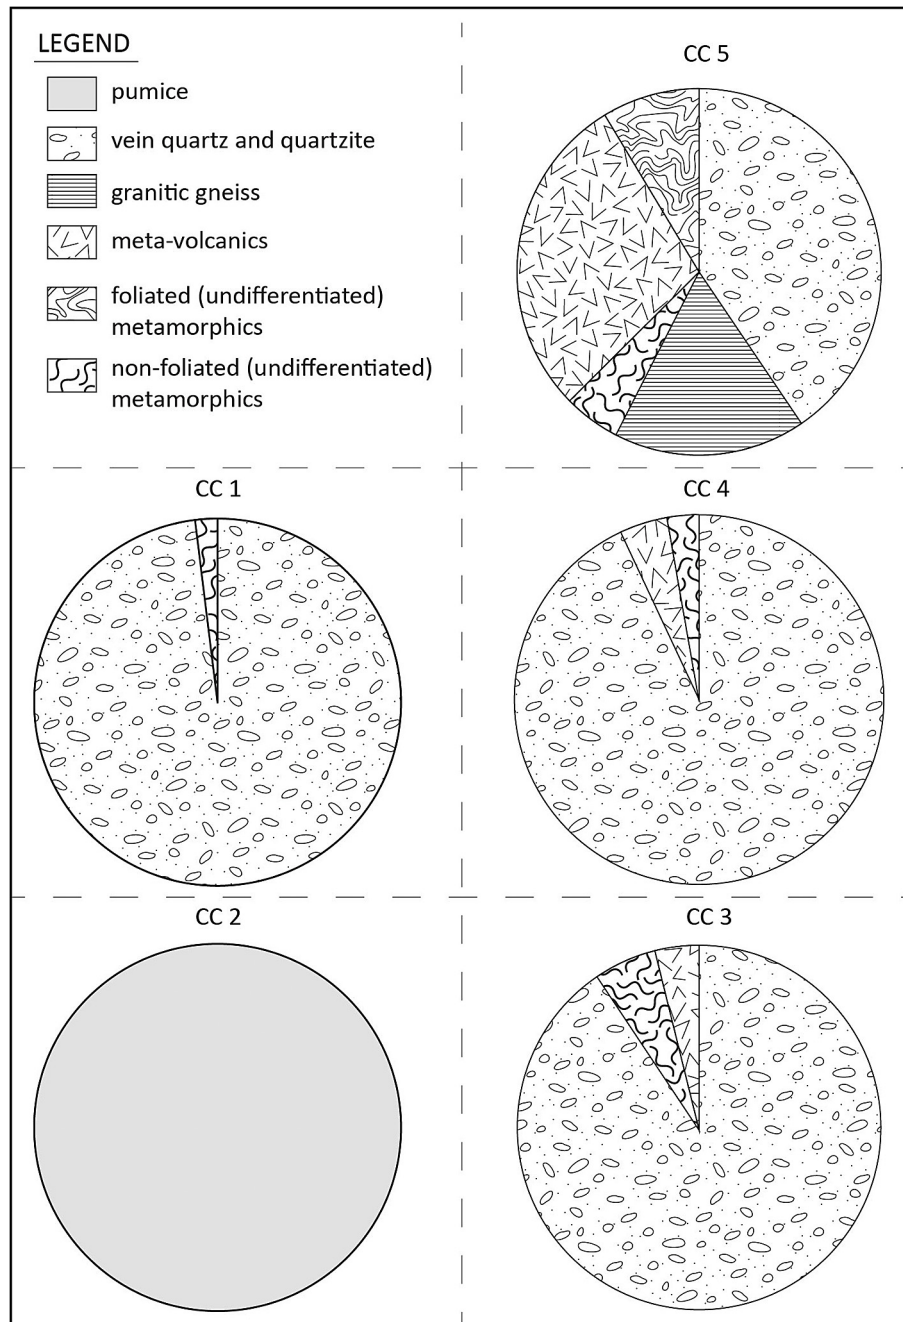 LEGEND
pumice
vein quartz and quartzite
granitic gneiss
meta-volcanics
foliated (undifferentiated)
metamorphics
non-foliated (undifferentiated)
metamorphics
CC 5
CC 1
CC 4
CC 2
CC 3